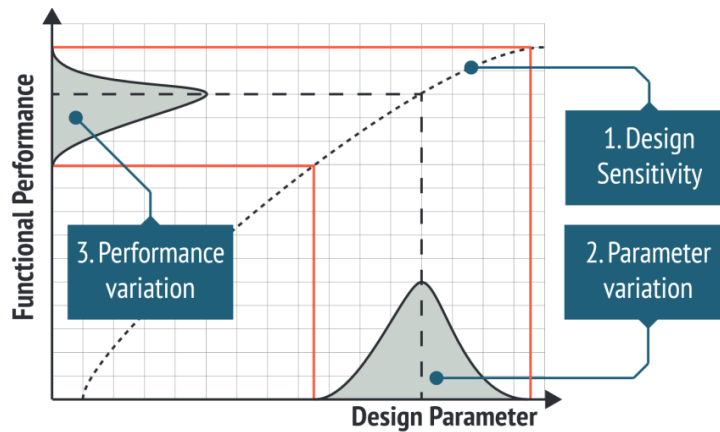 Functional Performance
1. Design
Sensitivity
3. Performance
variation
2. Parameter
variation
Design Parameter